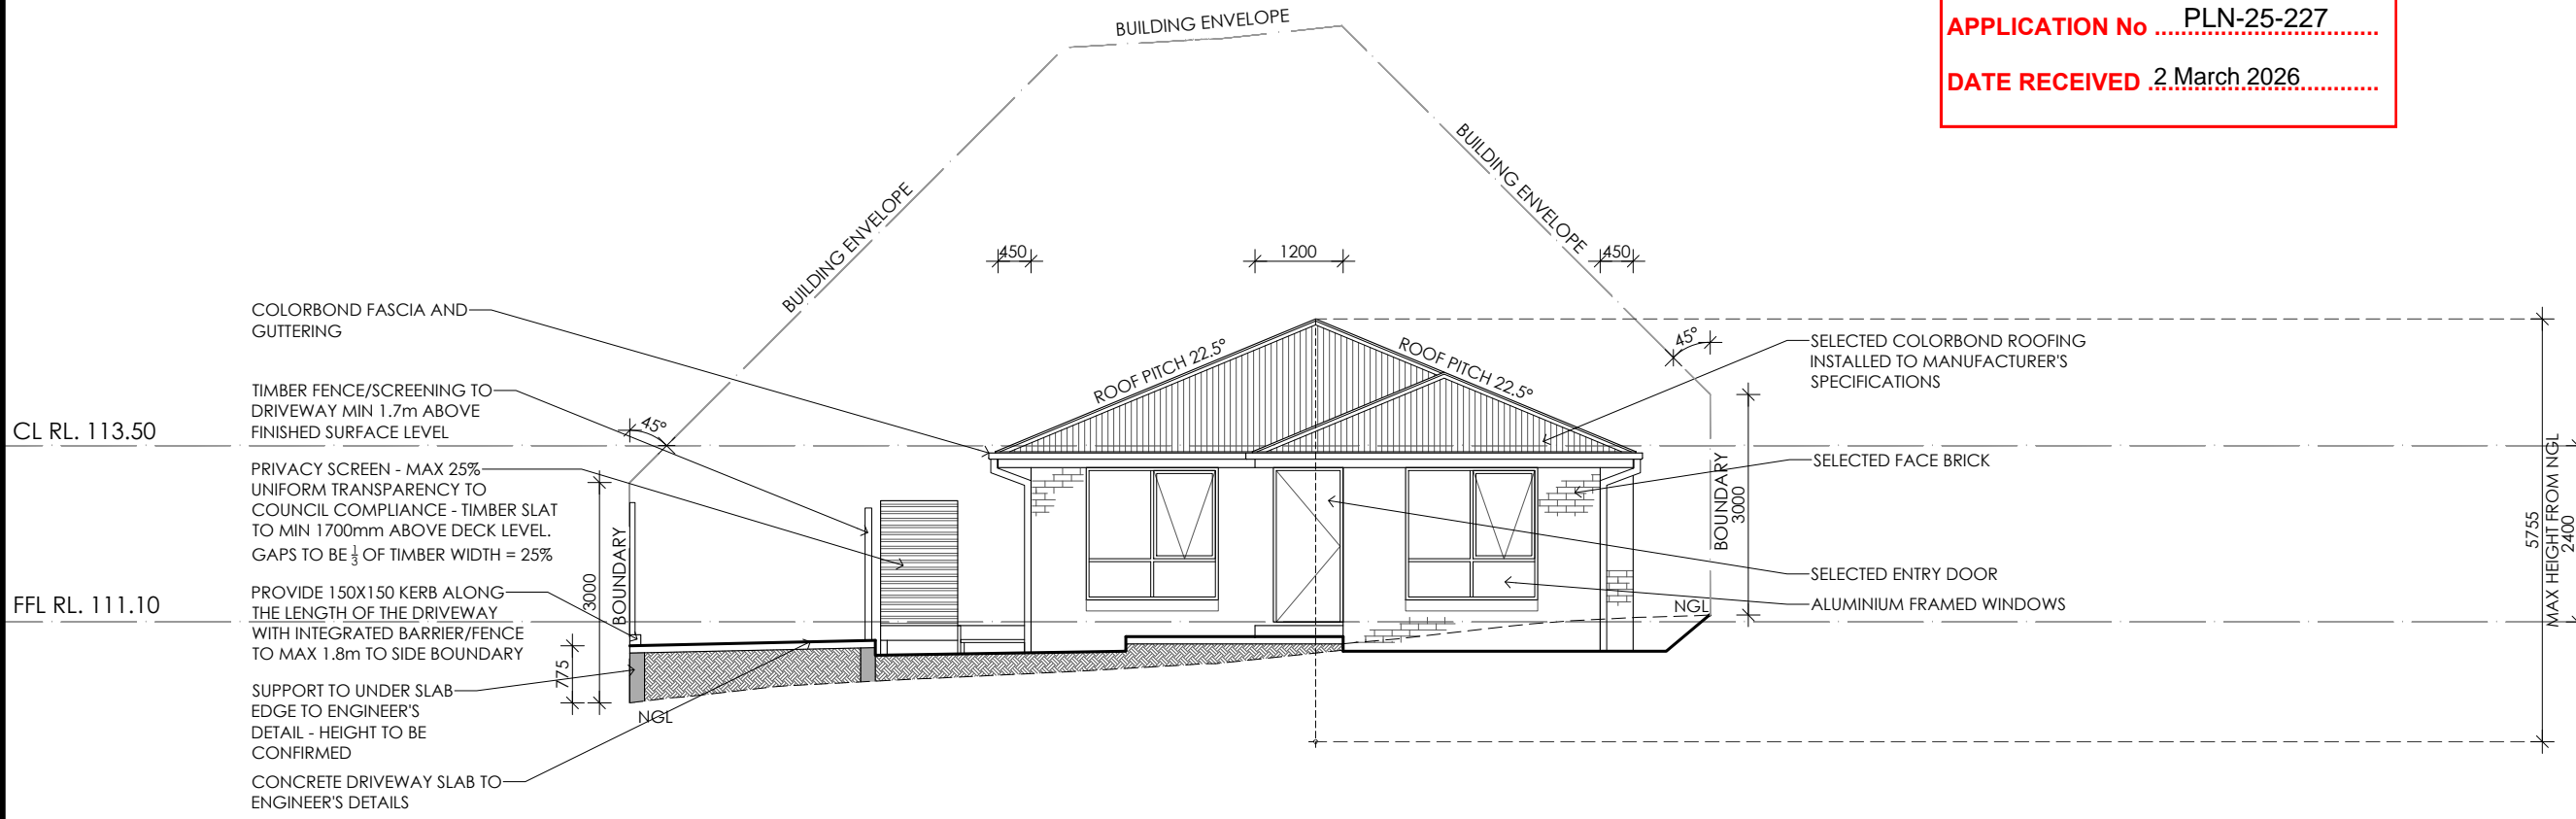 BUILDING ENVELOPE
APPLICATION No PLN-25-227
DATE RECEIVED 2 March 2026
BUILDING ENVELOPE
BUILDING ENVELOPE
450
1200
450
COLORBOND FASCIA AND
GUTTERING
TIMBER FENCE/SCREENING TO
DRIVEWAY MIN 1.7m ABOVE
FINISHED SURFACE LEVEL
CL RL. 113.50
PRIVACY SCREEN - MAX 25%
UNIFORM TRANSPARENCY TO
COUNCIL COMPLIANCE - TIMBER SLAT
TO MIN 1700mm ABOVE DECK LEVEL.
GAPS TO BE 1/3 OF TIMBER WIDTH = 25%
PROVIDE 150X150 KERB ALONG
THE LENGTH OF THE DRIVEWAY
WITH INTEGRATED BARRIER/FENCE
TO MAX 1.8m TO SIDE BOUNDARY
FFL RL. 111.10
SUPPORT TO UNDER SLAB
EDGE TO ENGINEER'S
DETAIL - HEIGHT TO BE
CONFIRMED
CONCRETE DRIVEWAY SLAB TO
ENGINEER'S DETAILS
45°
3000
BOUNDARY
775
NGL
ROOF PITCH 22.5°
ROOF PITCH 22.5°
45°
SELECTED COLORBOND ROOFING
INSTALLED TO MANUFACTURER'S
SPECIFICATIONS
SELECTED FACE BRICK
BOUNDARY
3000
SELECTED ENTRY DOOR
ALUMINIUM FRAMED WINDOWS
NGL
5755
MAX HEIGHT FROM NGL
2400